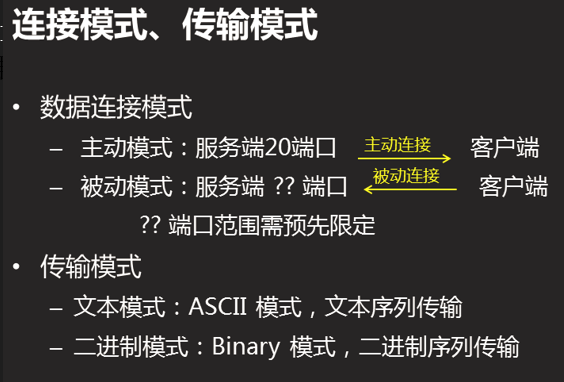 连接模式、传输模式
• 数据连接模式
– 主动模式：服务端20端口 主动连接 客户端
– 被动模式：服务端 ?? 端口 被动连接 客户端
?? 端口范围需预先限定
• 传输模式
– 文本模式：ASCII 模式，文本序列传输
– 二进制模式：Binary 模式，二进制序列传输